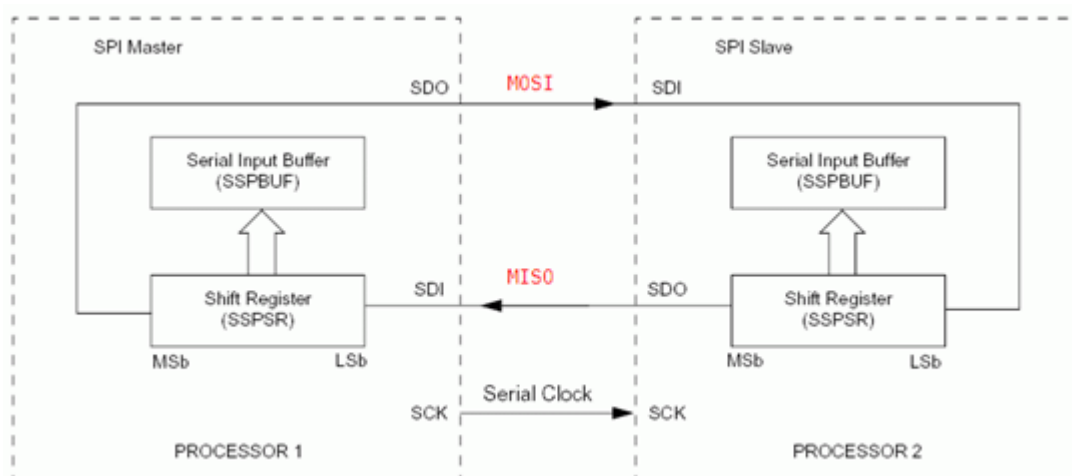 SPI Master
SPI Slave
SDO
MOSI
SDI
Serial Input Buffer
(SSPBUF)
Serial Input Buffer
(SSPBUF)
SDI
MISO
SDO
Shift Register
(SSPSR)
Shift Register
(SSPSR)
MSb
LSb
MSb
LSb
Serial Clock
SCK
SCK
PROCESSOR 1
PROCESSOR 2